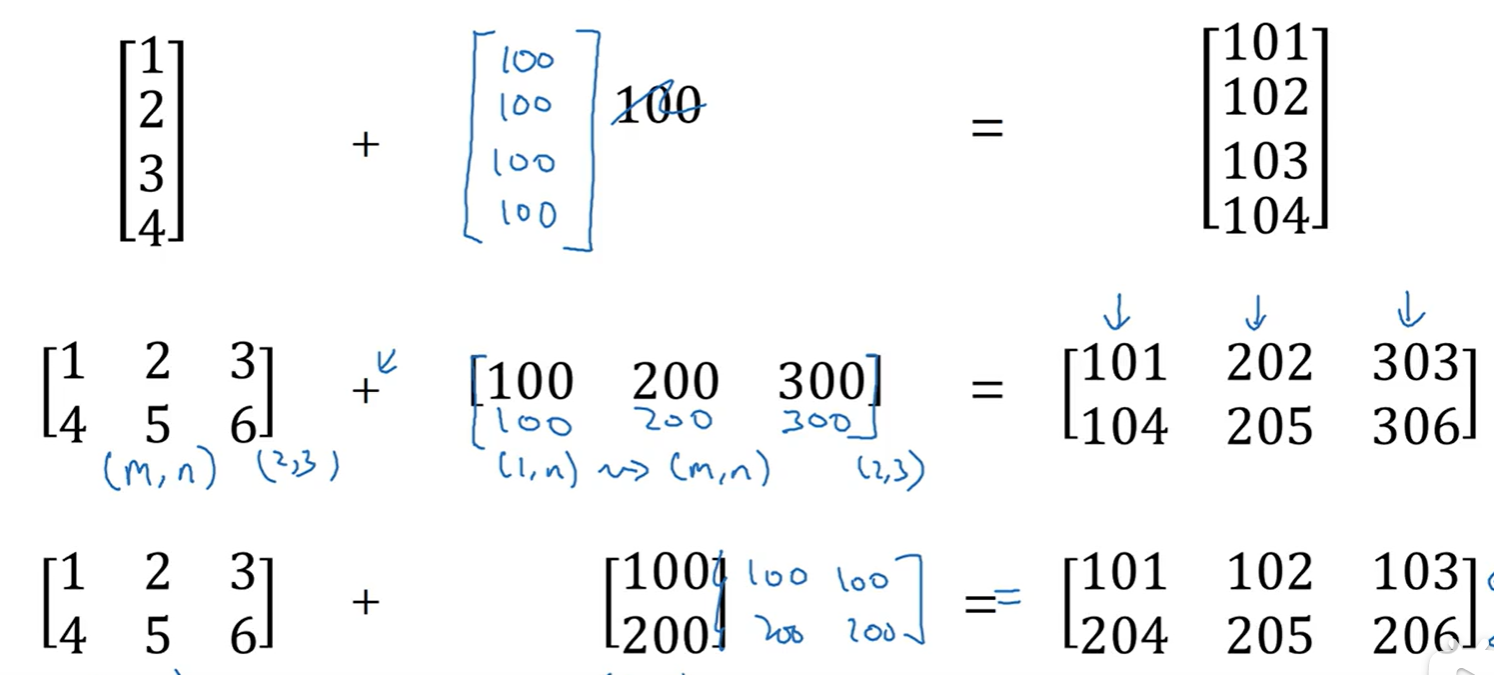 [1 2 3 4] + [100 100 100 100] 100 = [101 102 103 104]
[1 2 3 + [100 200 300] = [101 202 303
4 5 6] [100 200 300] 104 205 306]
(m, n) (2,3) (1, n) ⇝ (m, n) (2,3)
[1 2 3 + [100 100 100 = = [101 102 103
4 5 6] 200] 200 200] 204 205 206]